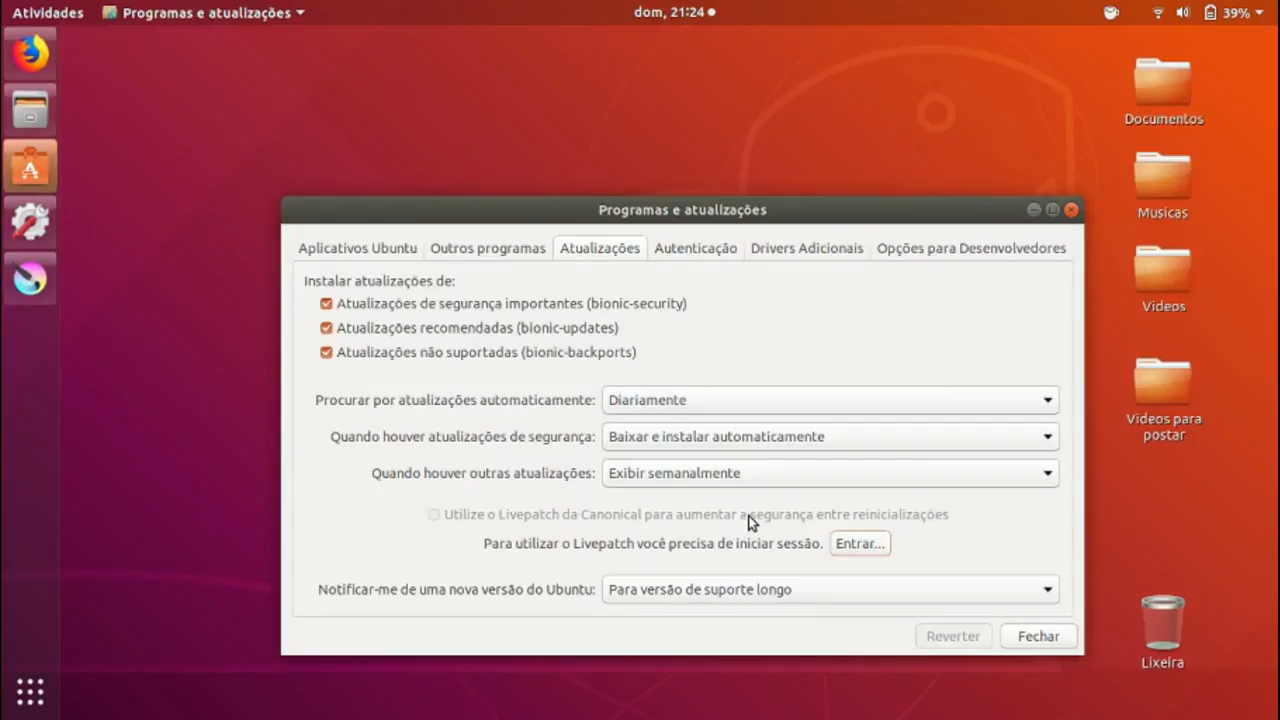 Atividades Programas e atualizações dom, 21:24 39%
Documentos
Musicas
Videos
Videos para
postar
Lixeira
Programas e atualizações
Aplicativos Ubuntu Outros programas Atualizações Autenticação Drivers Adicionais Opções para Desenvolvedores
Instalar atualizações de:
Atualizações de segurança importantes (bionic-security)
Atualizações recomendadas (bionic-updates)
Atualizações não suportadas (bionic-backports)
Procurar por atualizações automaticamente: Diariamente
Quando houver atualizações de segurança: Baixar e instalar automaticamente
Quando houver outras atualizações: Exibir semanalmente
Utilize o Livepatch da Canonical para aumentar a segurança entre reinicializações
Para utilizar o Livepatch você precisa de iniciar sessão. Entrar...
Notificar-me de uma nova versão do Ubuntu: Para versão de suporte longo
Reverter Fechar